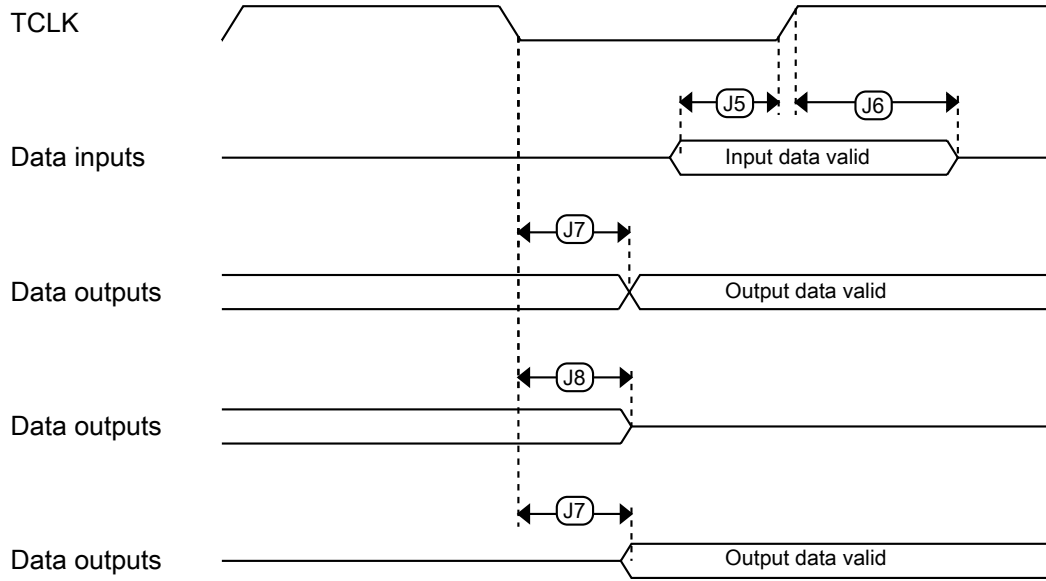 TCLK
J5
J6
Data inputs
Input data valid
J7
Data outputs
Output data valid
J8
Data outputs
J7
Data outputs
Output data valid